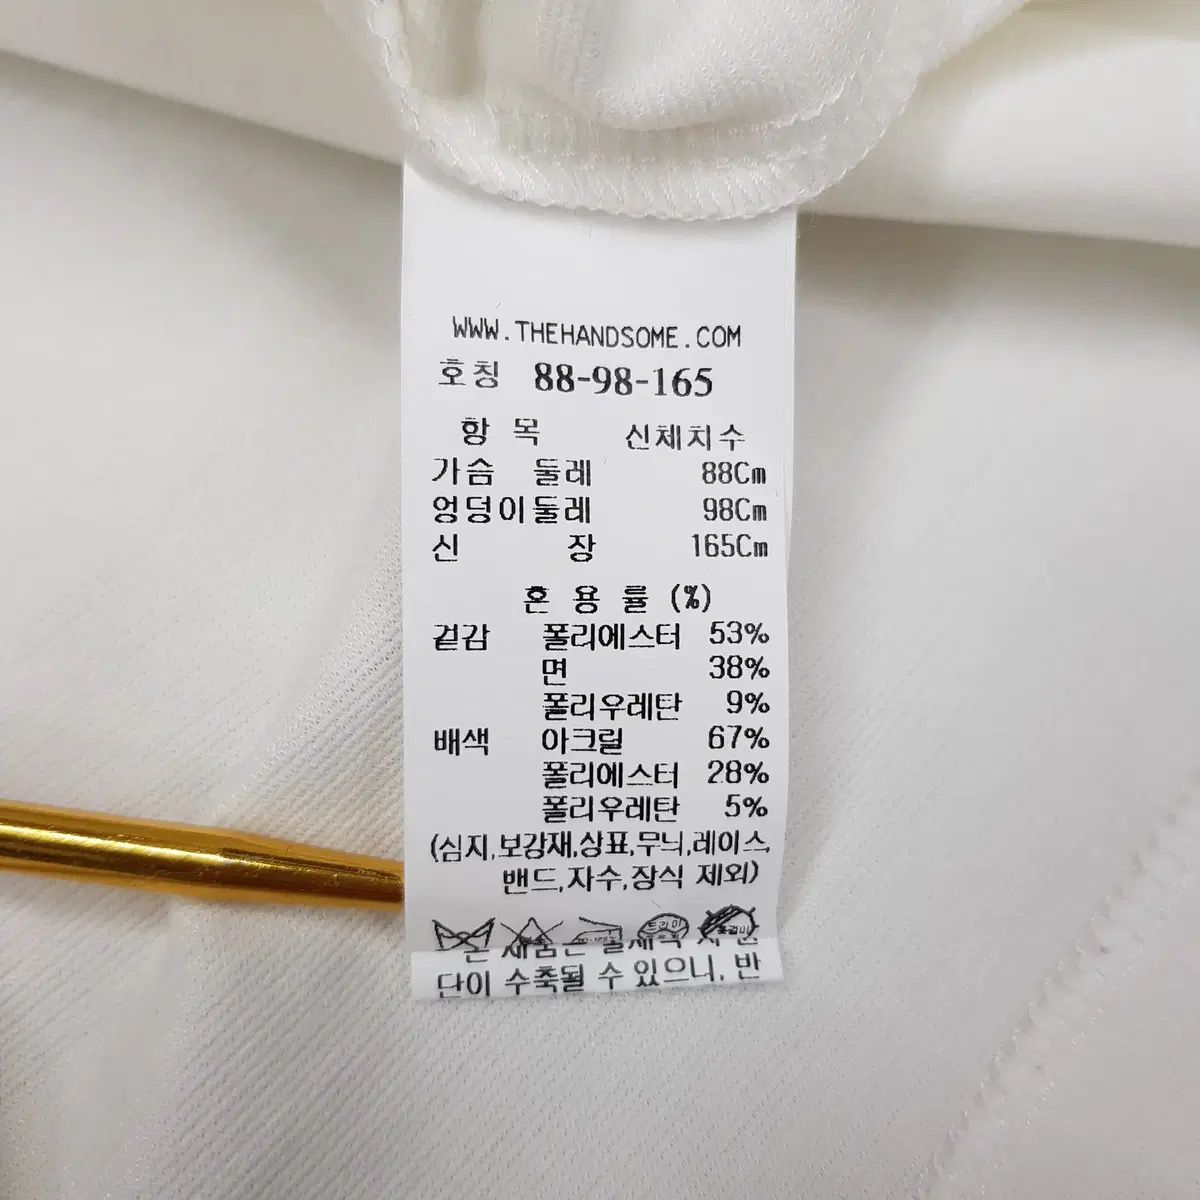 WWW.THEHANDSOME.COM
호칭 88-98-165
항 목 신체치수
가슴 둘레 88Cm
엉덩이둘레 98Cm
신 장 165Cm
혼 용 률 (%)
겉감 폴리에스터 53%
면 38%
폴리우레탄 9%
배색 아크릴 67%
폴리에스터 28%
폴리우레탄 5%
(심지,보강재,상표,무늬,레이스,
밴드,자수,장식 제외)
드라이
단이 수축될 수 있으니, 반